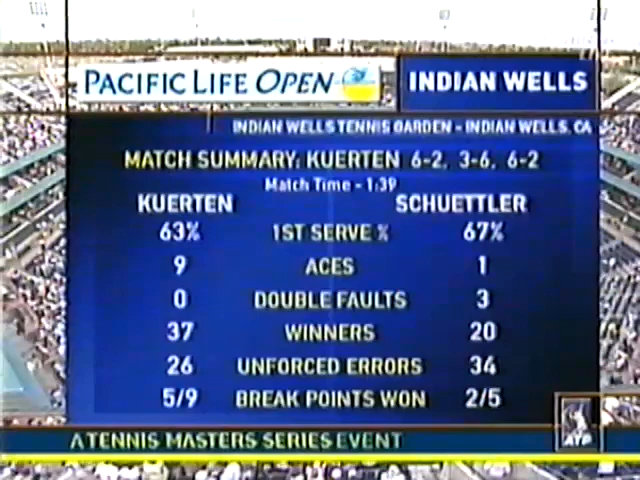 PACIFIC LIFE OPEN INDIAN WELLS
INDIAN WELLS TENNIS GARDEN - INDIAN WELLS, CA
MATCH SUMMARY: KUERTEN 6-2, 3-6, 6-2
Match Time - 1:39
KUERTEN SCHUETTLER
63% 1ST SERVE % 67%
9 ACES 1
0 DOUBLE FAULTS 3
37 WINNERS 20
26 UNFORCED ERRORS 34
5/9 BREAK POINTS WON 2/5
A TENNIS MASTERS SERIES EVENT
ATP